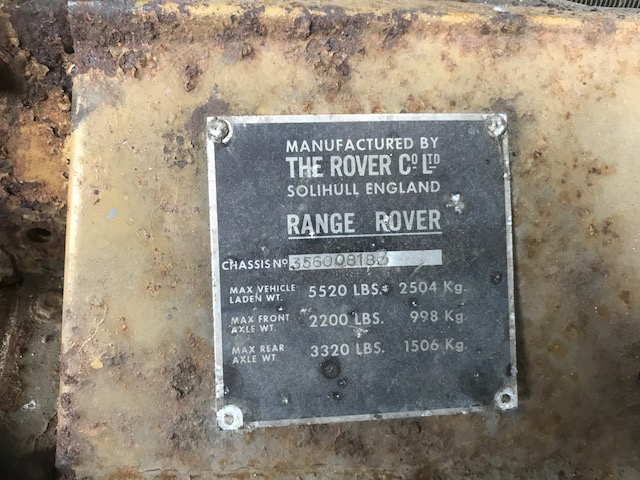 MANUFACTURED BY
THE ROVER Co LTD
SOLIHULL ENGLAND
RANGE ROVER
CHASSIS No
MAX VEHICLE LADEN WT. 5520 LBS. 2504 Kg.
MAX FRONT AXLE WT. 2200 LBS. 998 Kg
MAX REAR AXLE WT. 3320 LBS. 1506 Kg.